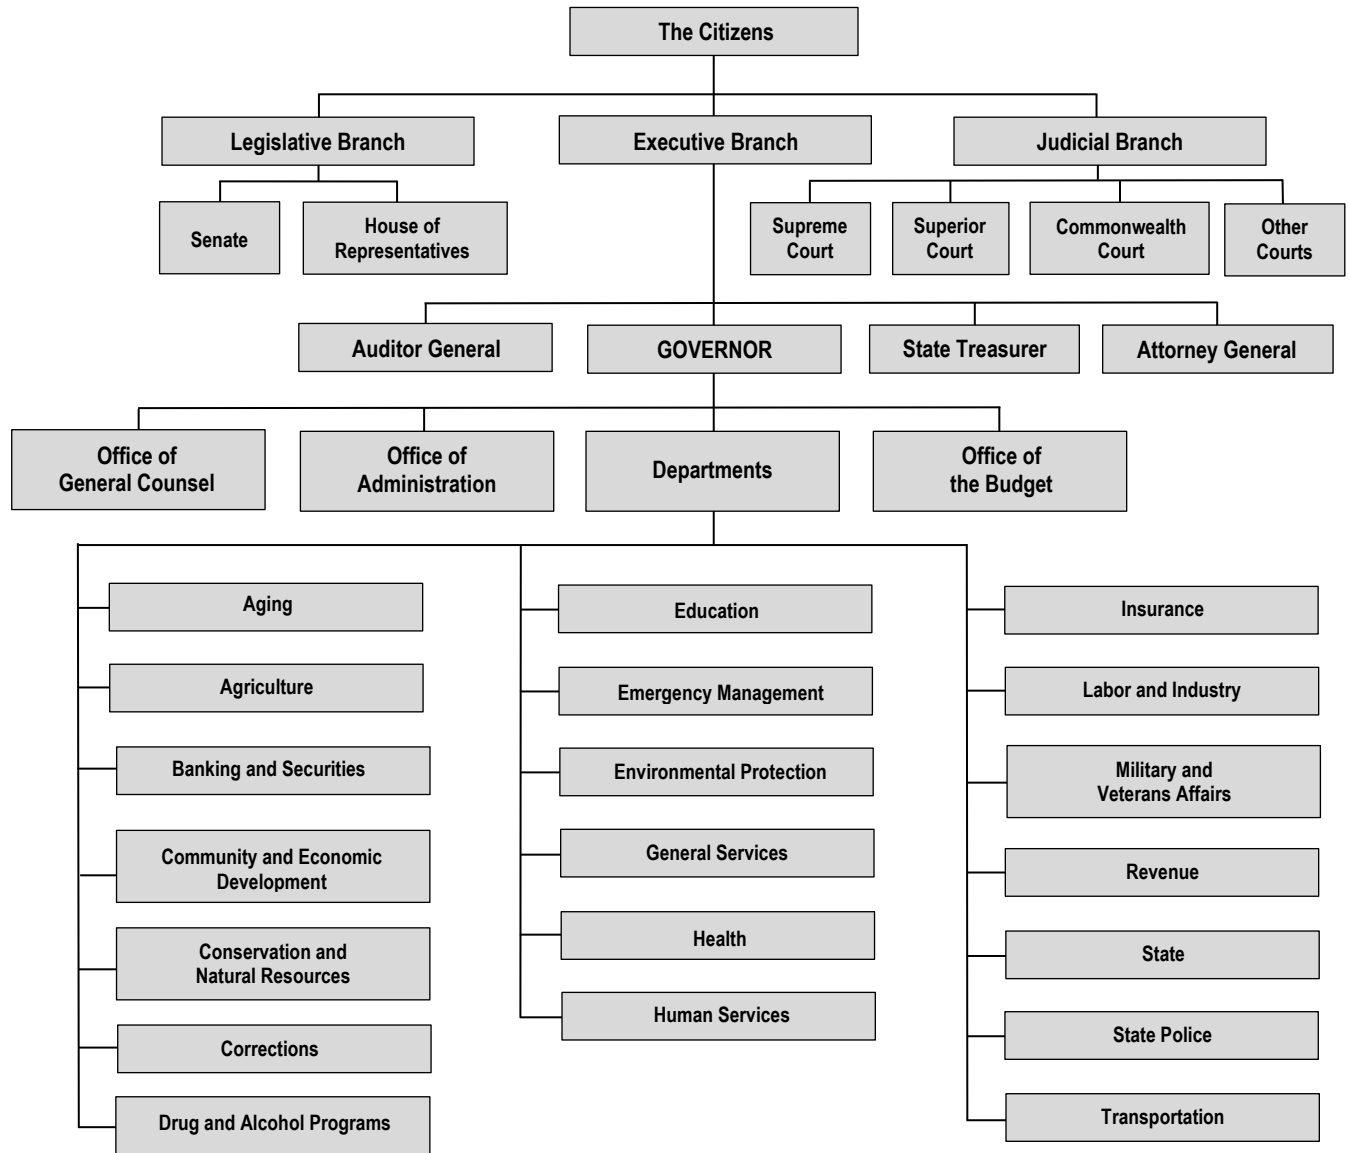 The Citizens
Legislative Branch
Executive Branch
Judicial Branch
Senate
House of
Representatives
Supreme
Court
Superior
Court
Commonwealth
Court
Other
Courts
Auditor General
GOVERNOR
State Treasurer
Attorney General
Office of
General Counsel
Office of
Administration
Departments
Office of
the Budget
Aging
Agriculture
Banking and Securities
Community and Economic
Development
Conservation and
Natural Resources
Corrections
Drug and Alcohol Programs
Education
Emergency Management
Environmental Protection
General Services
Health
Human Services
Insurance
Labor and Industry
Military and
Veterans Affairs
Revenue
State
State Police
Transportation